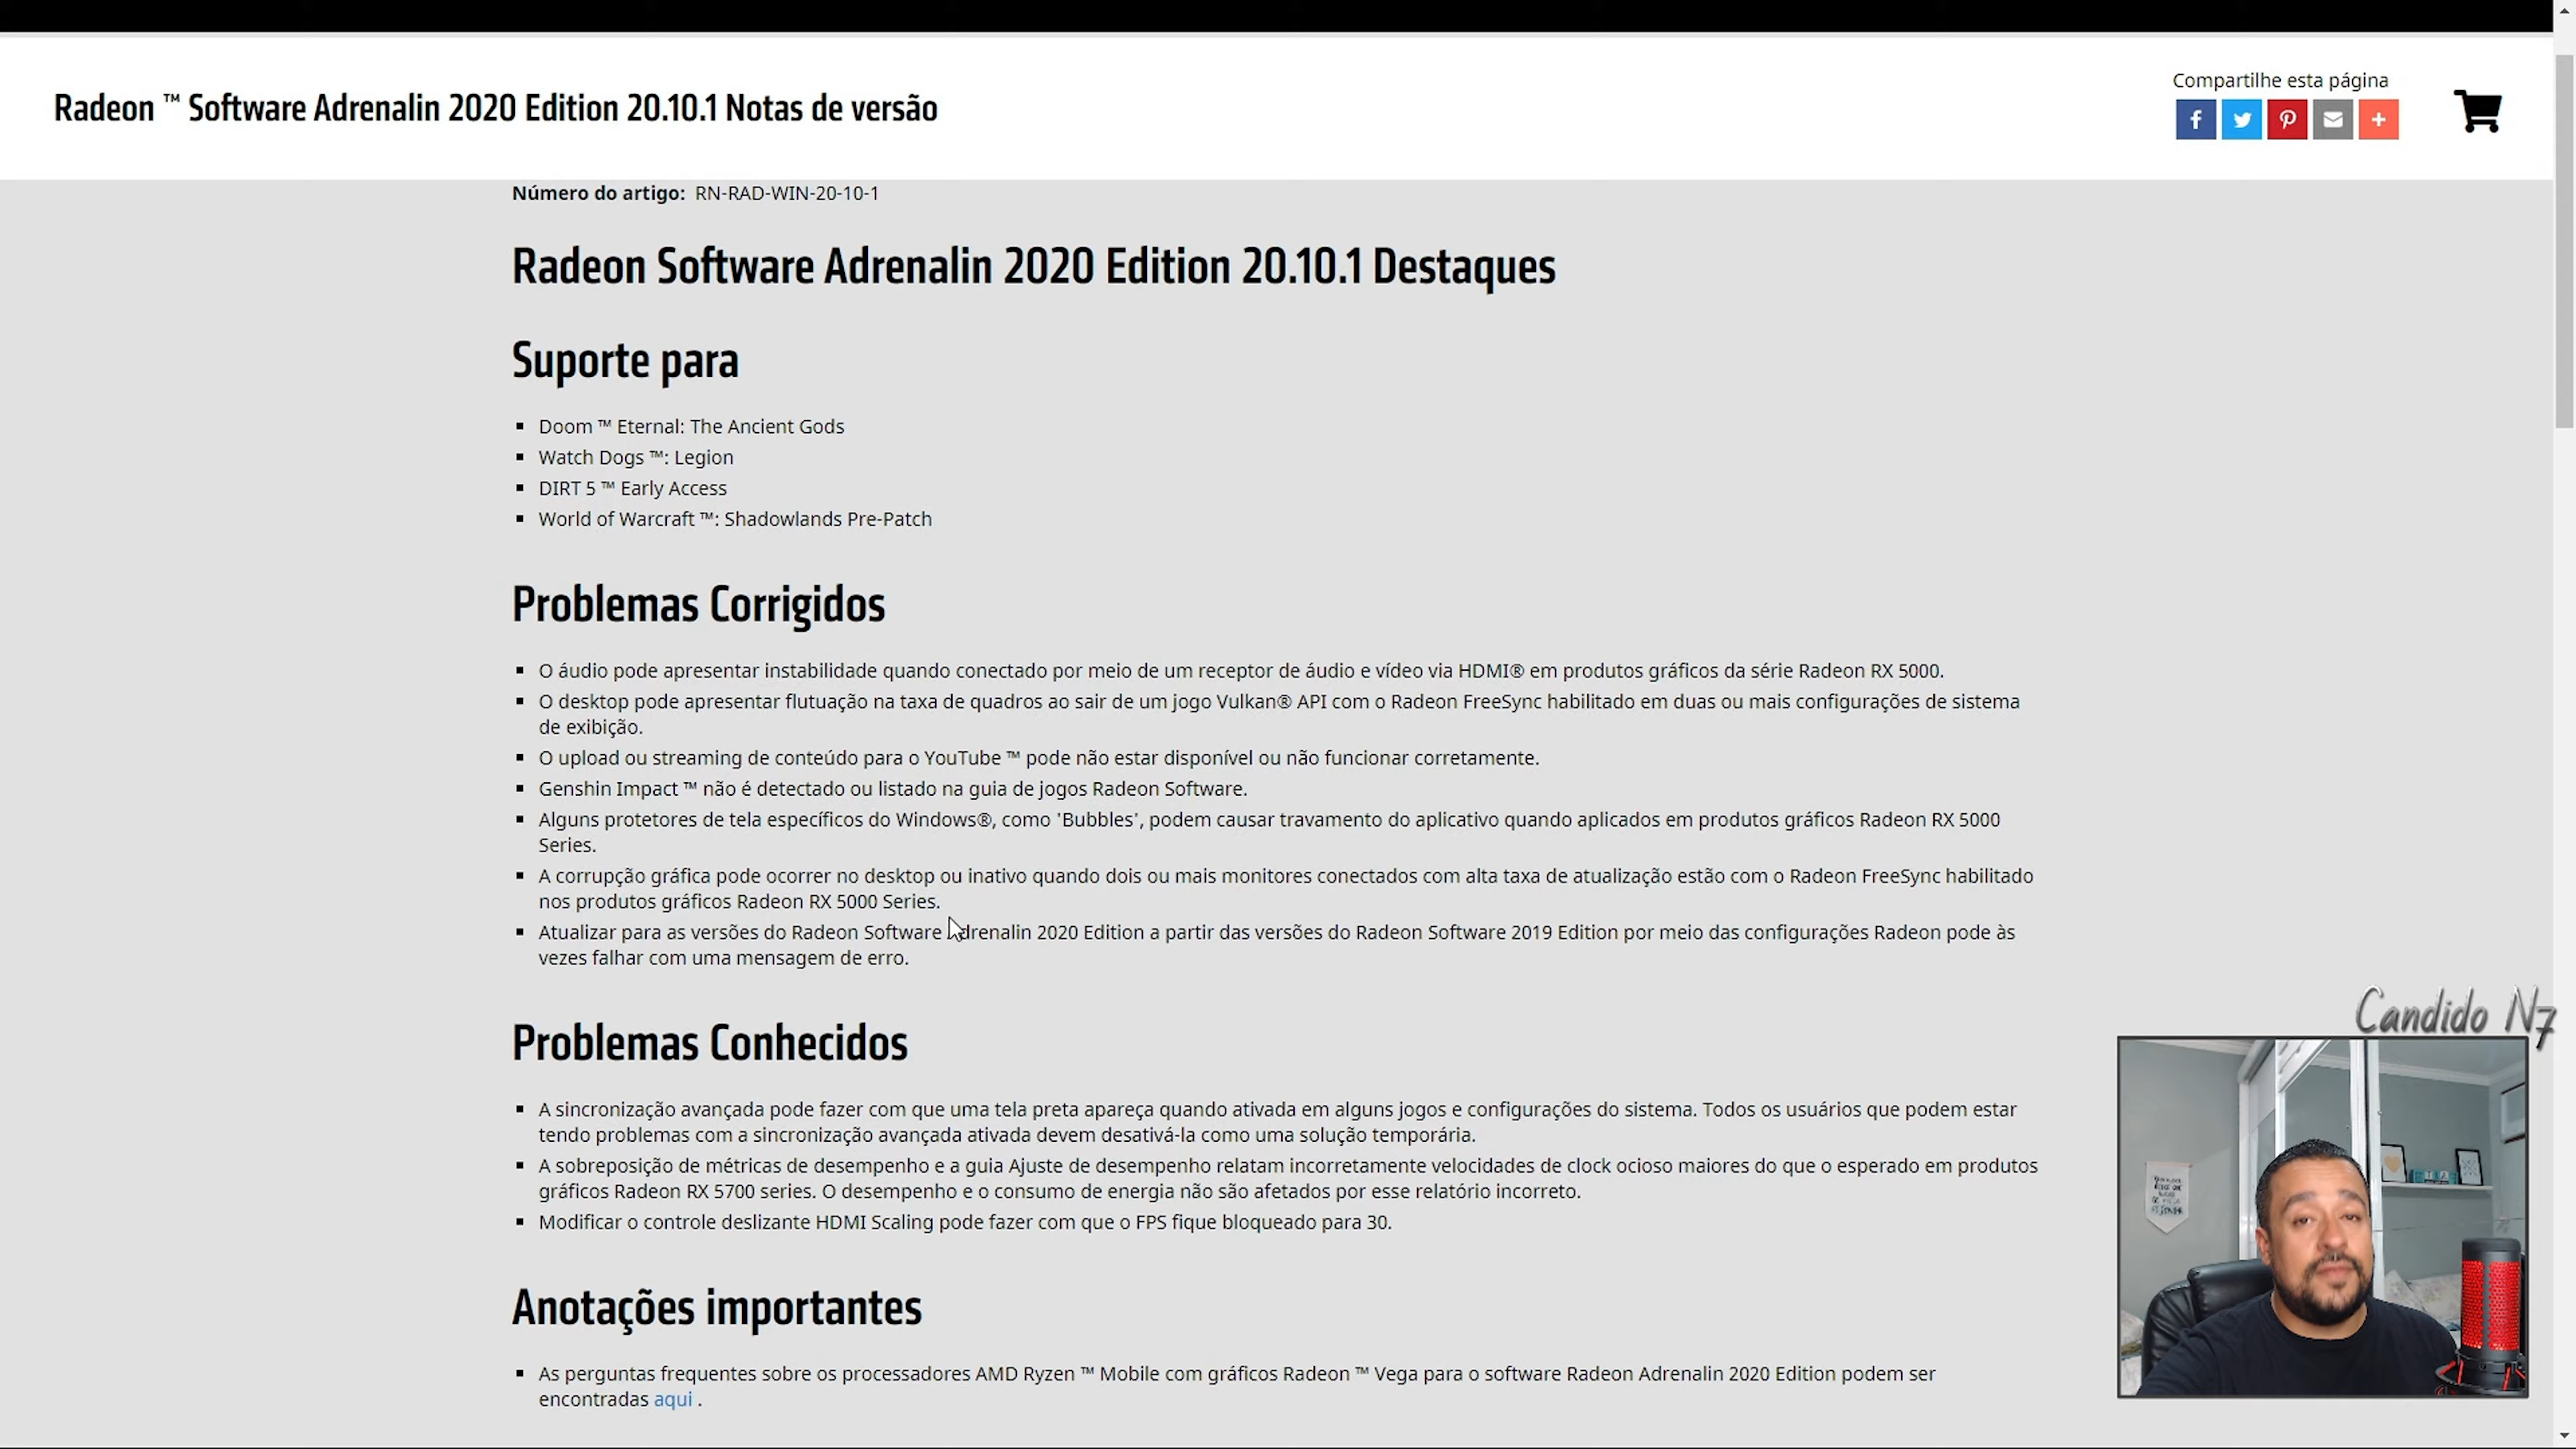 Radeon ™ Software Adrenalin 2020 Edition 20.10.1 Notas de versão
Compartilhe esta página
Número do artigo: RN-RAD-WIN-20-10-1
Radeon Software Adrenalin 2020 Edition 20.10.1 Destaques
Suporte para
Doom ™ Eternal: The Ancient Gods
Watch Dogs ™: Legion
DIRT 5 ™ Early Access
World of Warcraft ™: Shadowlands Pre-Patch
Problemas Corrigidos
O áudio pode apresentar instabilidade quando conectado por meio de um receptor de áudio e vídeo via HDMI® em produtos gráficos da série Radeon RX 5000.
O desktop pode apresentar flutuação na taxa de quadros ao sair de um jogo Vulkan® API com o Radeon FreeSync habilitado em duas ou mais configurações de sistema
de exibição.
O upload ou streaming de conteúdo para o YouTube ™ pode não estar disponível ou não funcionar corretamente.
Genshin Impact ™ não é detectado ou listado na guia de jogos Radeon Software.
Alguns protetores de tela específicos do Windows®, como 'Bubbles', podem causar travamento do aplicativo quando aplicados em produtos gráficos Radeon RX 5000
Series.
A corrupção gráfica pode ocorrer no desktop ou inativo quando dois ou mais monitores conectados com alta taxa de atualização estão com o Radeon FreeSync habilitado
nos produtos gráficos Radeon RX 5000 Series.
Atualizar para as versões do Radeon Software Adrenalin 2020 Edition a partir das versões do Radeon Software 2019 Edition por meio das configurações Radeon pode às
vezes falhar com uma mensagem de erro.
Problemas Conhecidos
A sincronização avançada pode fazer com que uma tela preta apareça quando ativada em alguns jogos e configurações do sistema. Todos os usuários que podem estar
tendo problemas com a sincronização avançada ativada devem desativá-la como uma solução temporária.
A sobreposição de métricas de desempenho e a guia Ajuste de desempenho relatam incorretamente velocidades de clock ocioso maiores do que o esperado em produtos
gráficos Radeon RX 5700 series. O desempenho e o consumo de energia não são afetados por esse relatório incorreto.
Modificar o controle deslizante HDMI Scaling pode fazer com que o FPS fique bloqueado para 30.
Anotações importantes
As perguntas frequentes sobre os processadores AMD Ryzen ™ Mobile com gráficos Radeon ™ Vega para o software Radeon Adrenalin 2020 Edition podem ser
encontradas aqui .
Candido N7